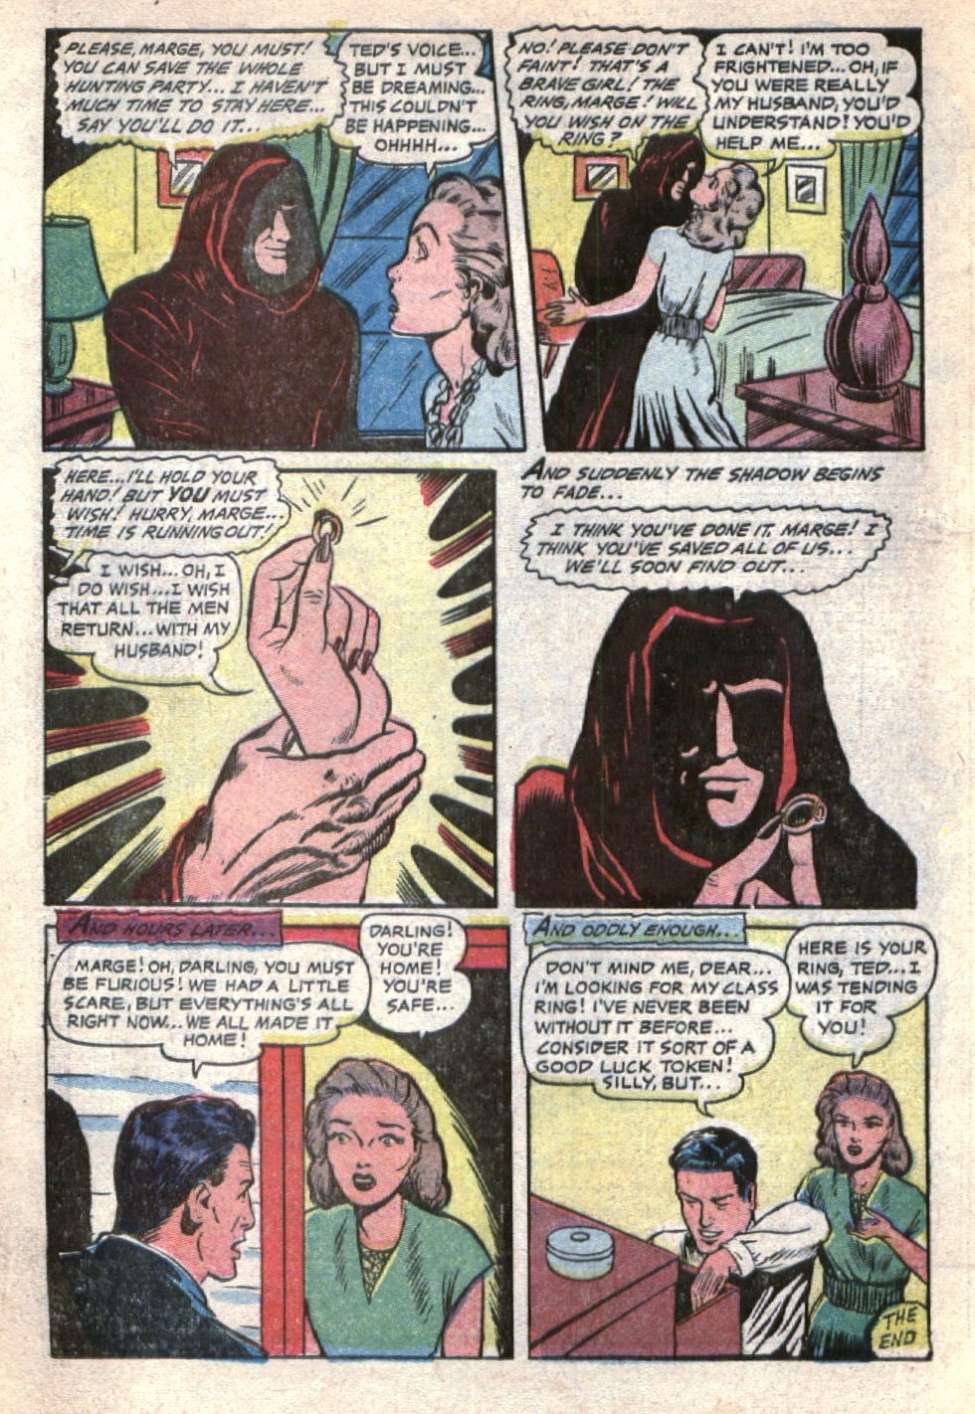 PLEASE, MARGE, YOU MUST!
YOU CAN SAVE THE WHOLE
HUNTING PARTY... I HAVEN'T
MUCH TIME TO STAY HERE...
SAY YOU'LL DO IT...
TED'S VOICE...
BUT I MUST
BE DREAMING...
THIS COULDN'T
BE HAPPENING...
OHHHH...
NO! PLEASE DON'T
FAINT! THAT'S A
BRAVE GIRL! THE
RING, MARGE! WILL
YOU WISH ON THE
RING?
I CAN'T! I'M TOO
FRIGHTENED... OH, IF
YOU WERE REALLY
MY HUSBAND, YOU'D
UNDERSTAND! YOU'D
HELP ME...
HERE...I'LL HOLD YOUR
HAND! BUT YOU MUST
WISH! HURRY, MARGE...
TIME IS RUNNING OUT!
I WISH... OH, I
DO WISH...I WISH
THAT ALL THE MEN
RETURN...WITH MY
HUSBAND!
AND SUDDENLY THE SHADOW BEGINS
TO FADE...
I THINK YOU'VE DONE IT, MARGE! I
THINK YOU'VE SAVED ALL OF US...
WE'LL SOON FIND OUT...
AND HOURS LATER...
MARGE! OH, DARLING, YOU MUST
BE FURIOUS! WE HAD A LITTLE
SCARE, BUT EVERYTHING'S ALL
RIGHT NOW... WE ALL MADE IT
HOME!
DARLING!
YOU'RE
HOME!
YOU'RE
SAFE...
AND ODDLY ENOUGH...
DON'T MIND ME, DEAR...
I'M LOOKING FOR MY CLASS
RING! I'VE NEVER BEEN
WITHOUT IT BEFORE...
CONSIDER IT SORT OF A
GOOD LUCK TOKEN!
SILLY, BUT...
HERE IS YOUR
RING, TED... I
WAS TENDING
IT FOR
YOU!
THE
END